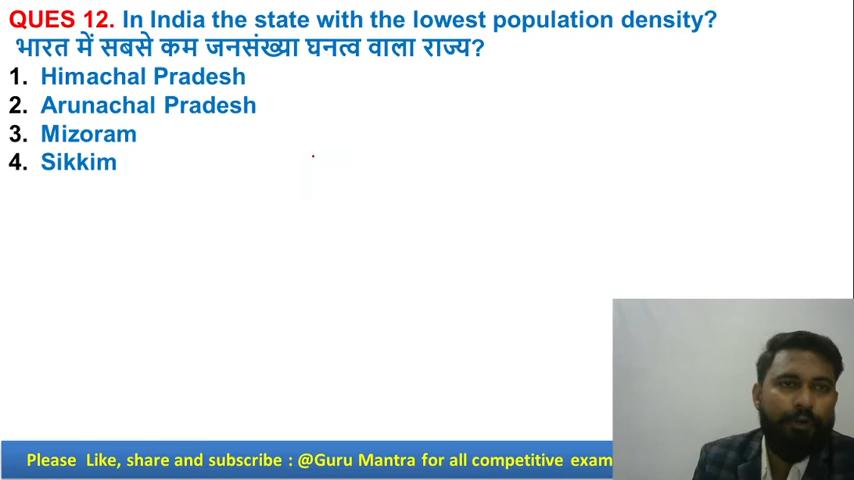 QUES 12. In India the state with the lowest population density?
भारत में सबसे कम जनसंख्या घनत्व वाला राज्य?
1. Himachal Pradesh
2. Arunachal Pradesh
3. Mizoram
4. Sikkim
Please Like, share and subscribe : @Guru Mantra for all competitive exam